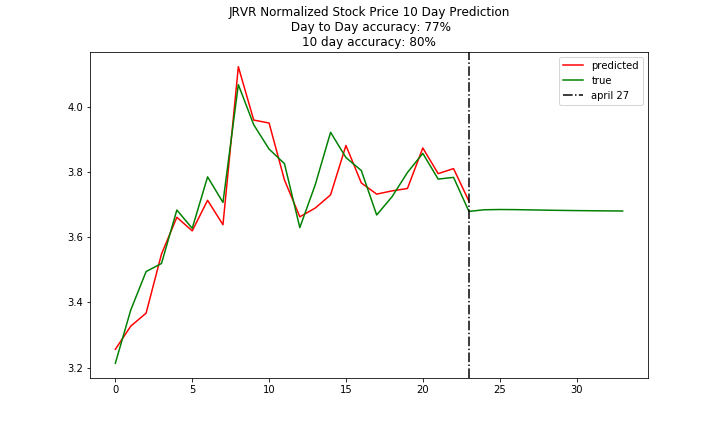 JRVR Normalized Stock Price 10 Day Prediction
Day to Day accuracy: 77%
10 day accuracy: 80%
predicted
true
april 27
4.0
3.8
3.6
3.4
3.2
0 5 10 15 20 25 30